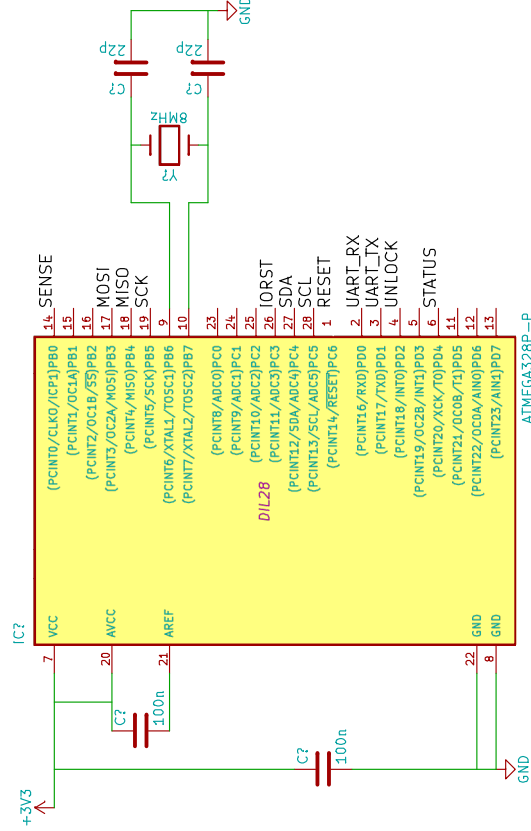 IC?
+3V3
7 VCC (PCINT0/CLKO/ICP1)PB0 14 SENSE
(PCINT1/OC1A)PB1 15
(PCINT2/OC1B/SS)PB2 16
20 AVCC (PCINT3/OC2A/MOSI)PB3 17 MOSI
(PCINT4/MISO)PB4 18 MISO
(PCINT5/SCK)PB5 19 SCK
21 AREF (PCINT6/XTAL1/TOSC1)PB6 9
(PCINT7/XTAL2/TOSC2)PB7 10
C?
100n
22p
C?
8MHz
Y?
22p
C?
GND
(PCINT8/ADC0)PC0 23
(PCINT9/ADC1)PC1 24
(PCINT10/ADC2)PC2 25
DIL28
(PCINT11/ADC3)PC3 26 IORST
(PCINT12/SDA/ADC4)PC4 27 SDA
(PCINT13/SCL/ADC5)PC5 28 SCL
(PCINT14/RESET)PC6 1 RESET
C?
100n
(PCINT16/RXD)PD0 2 UART_RX
(PCINT17/TXD)PD1 3 UART_TX
(PCINT18/INT0)PD2 4 UNLOCK
(PCINT19/OC2B/INT1)PD3 5
(PCINT20/XCK/T0)PD4 6 STATUS
(PCINT21/OC0B/T1)PD5 11
22 GND (PCINT22/OC0A/AIN0)PD6 12
8 GND (PCINT23/AIN1)PD7 13
GND
ATMEGA328P-P